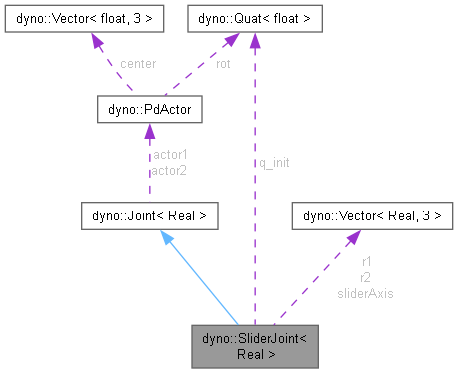 dyno::Vector< float, 3 >
dyno::Quat< float >
center
rot
dyno::PdActor
actor1
actor2
q_init
dyno::Joint< Real >
dyno::Vector< Real, 3 >
r1
r2
sliderAxis
dyno::SliderJoint<
Real >